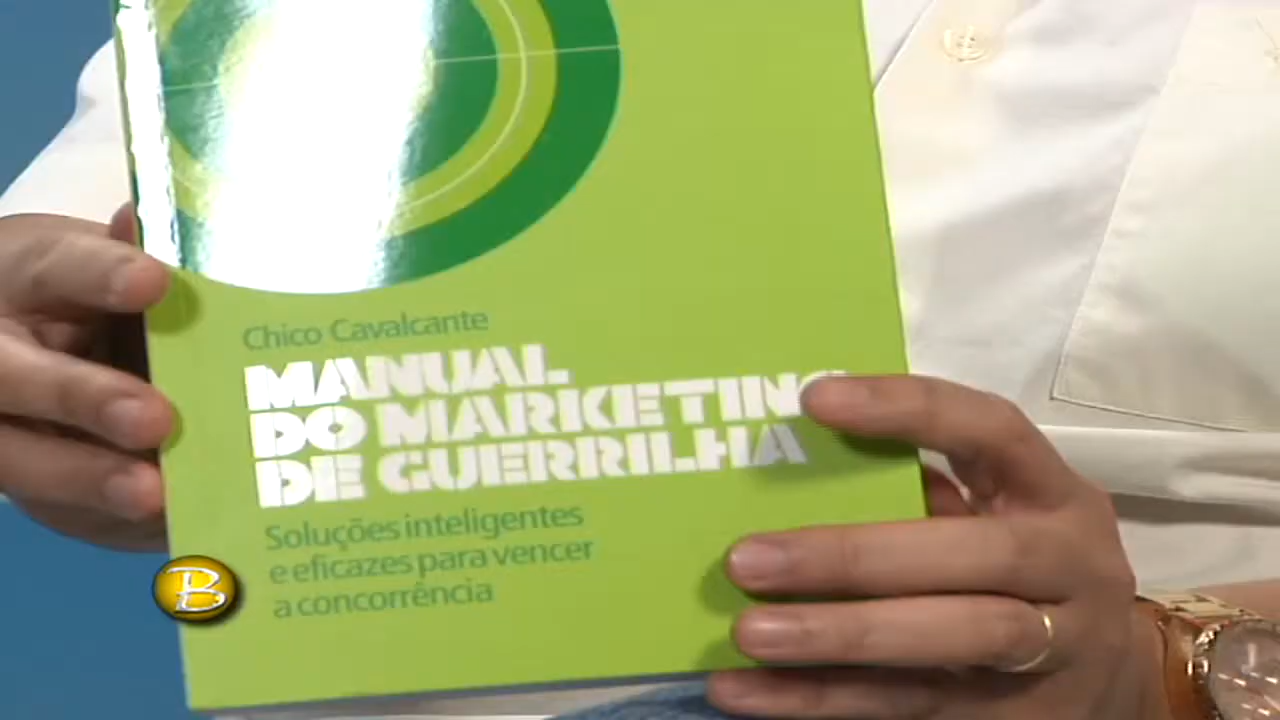 Chico Cavalcante
MANUAL
DO MARKETING
DE GUERRILHA
Soluções inteligentes
e eficazes para vencer
a concorrência
B